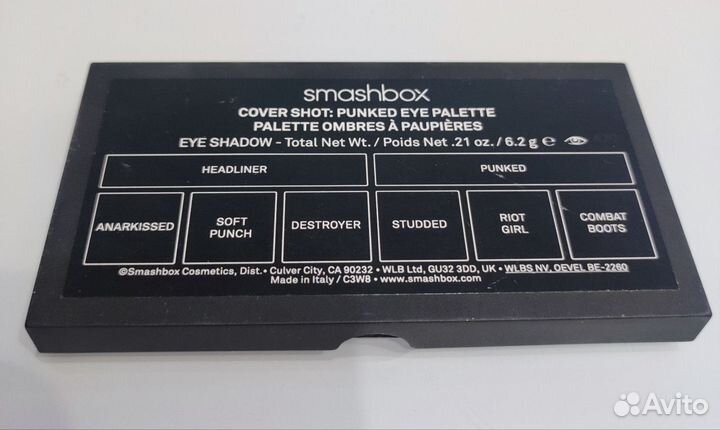 smashbox
COVER SHOT: PUNKED EYE PALETTE
PALETTE OMBRES À PAUPIÈRES
EYE SHADOW - Total Net Wt. / Poids Net .21 oz. / 6.2 g e
HEADLINER PUNKED
ANARKISSED SOFT PUNCH DESTROYER STUDDED RIOT GIRL COMBAT BOOTS
©Smashbox Cosmetics, Dist. • Culver City, CA 90232 • WLB Ltd, GU32 3DD, UK • WLBS NV, OEVEL BE-2260
Made in Italy / C3W8 • www.smashbox.com
Avito